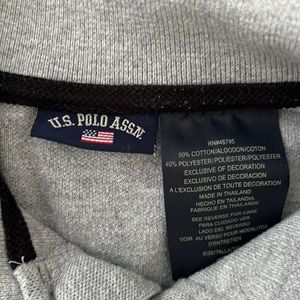 U.S. POLO ASSN.
RN#46795
60% COTTON/ALGODON/COTON
40% POLYESTER/POLIESTER/POLYESTER
EXCLUSIVE OF DECORATION
EXCLUSIVO DE DECORACIÓN
A L'EXCLUSION DE TOUTE DECORATION
MADE IN THAILAND
HECHO EN TAILANDIA
FABRIQUE EN THAILANDE
SEE REVERSE FOR CARE
PARA CUIDADO VER
LADO DEL REVERSO
VOIR AU VERSO POUR MODALITES
D'ENTRETIEN